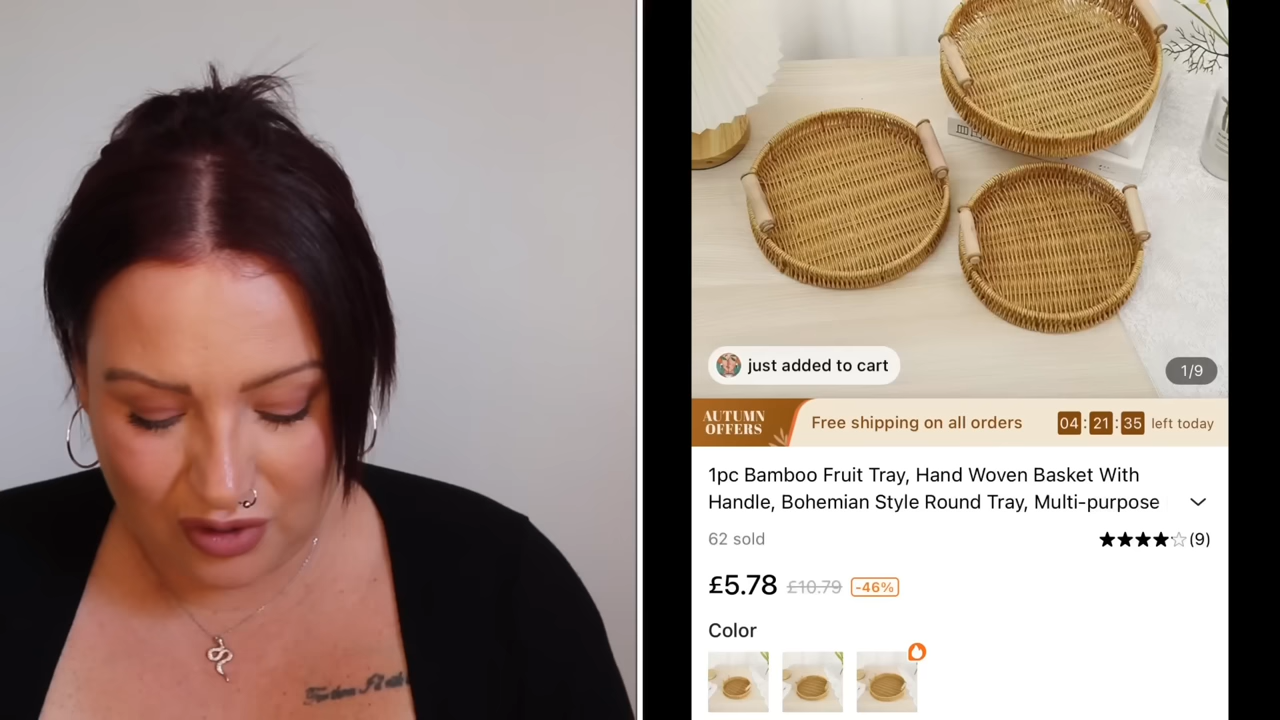 just added to cart
1/9
AUTUMN
OFFERS
Free shipping on all orders
04:21:35 left today
1pc Bamboo Fruit Tray, Hand Woven Basket With
Handle, Bohemian Style Round Tray, Multi-purpose
62 sold
(9)
£5.78 £10.79 -46%
Color